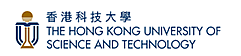 香港科技大學
THE HONG KONG UNIVERSITY OF
SCIENCE AND TECHNOLOGY